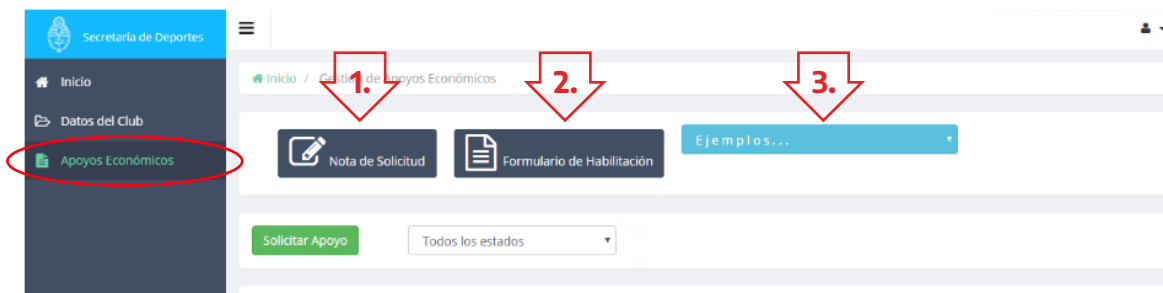 Secretaría de Deportes
Inicio
Datos del Club
Apoyos Económicos
Inicio / Gestión de Apoyos Económicos
1.
2.
3.
Nota de Solicitud
Formulario de Habilitación
Ejemplos...
Solicitar Apoyo
Todos los estados